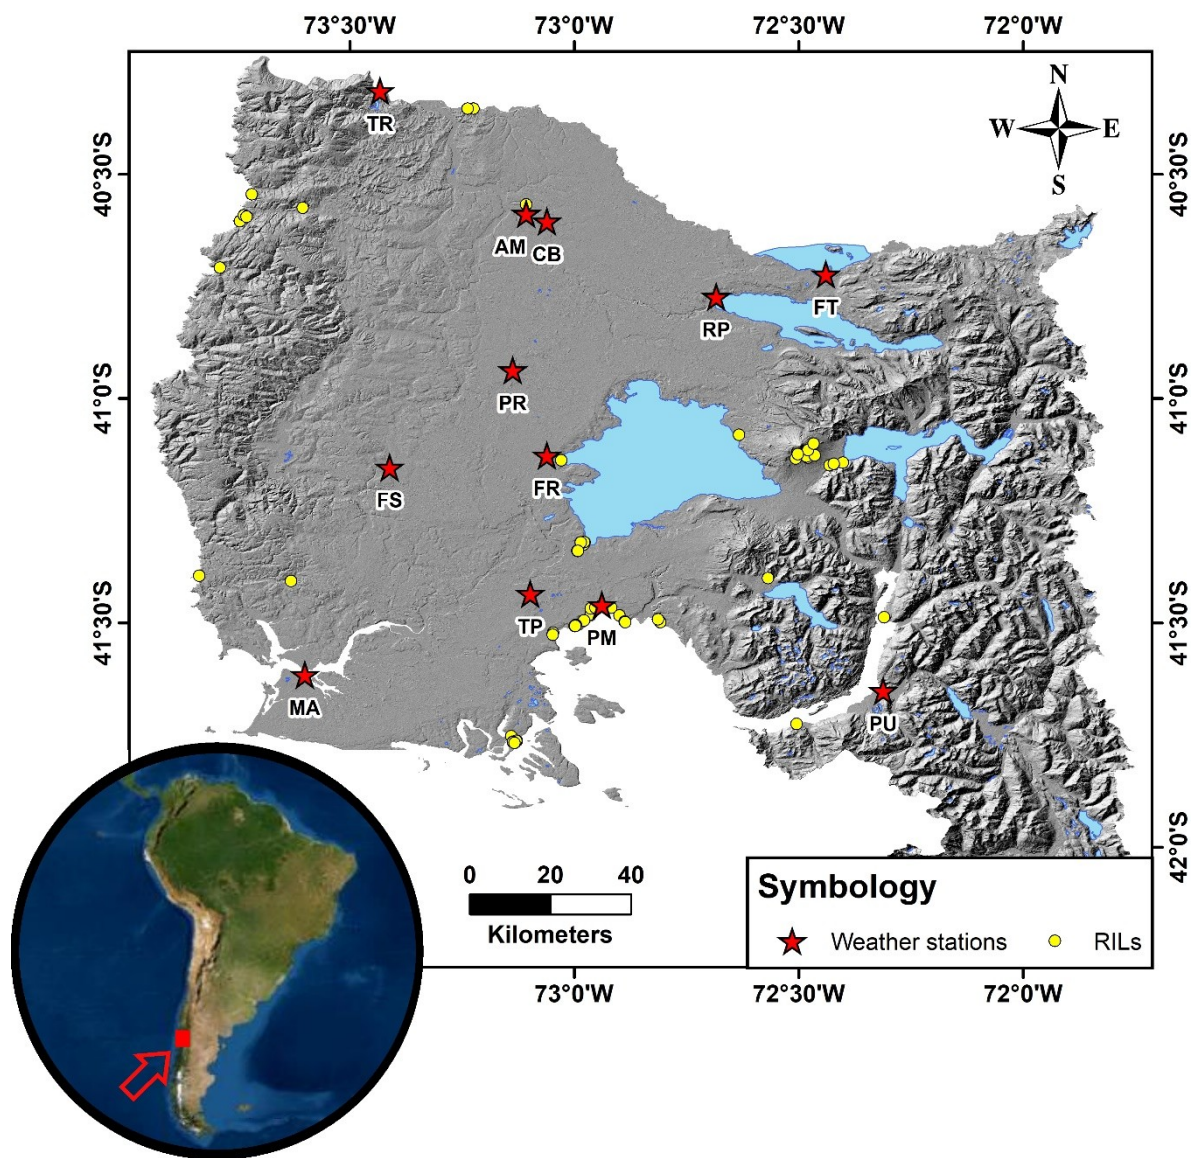 73°30'W 73°0'W 72°30'W 72°0'W
N
W E
S
TR
40°30'S 40°30'S
AM CB
FT
RP
PR
41°0'S 41°0'S
FS FR
TP PM
41°30'S 41°30'S
MA PU
42°0'S
0 20 40
Kilometers
Symbology
Weather stations RILs
73°0'W 72°30'W 72°0'W